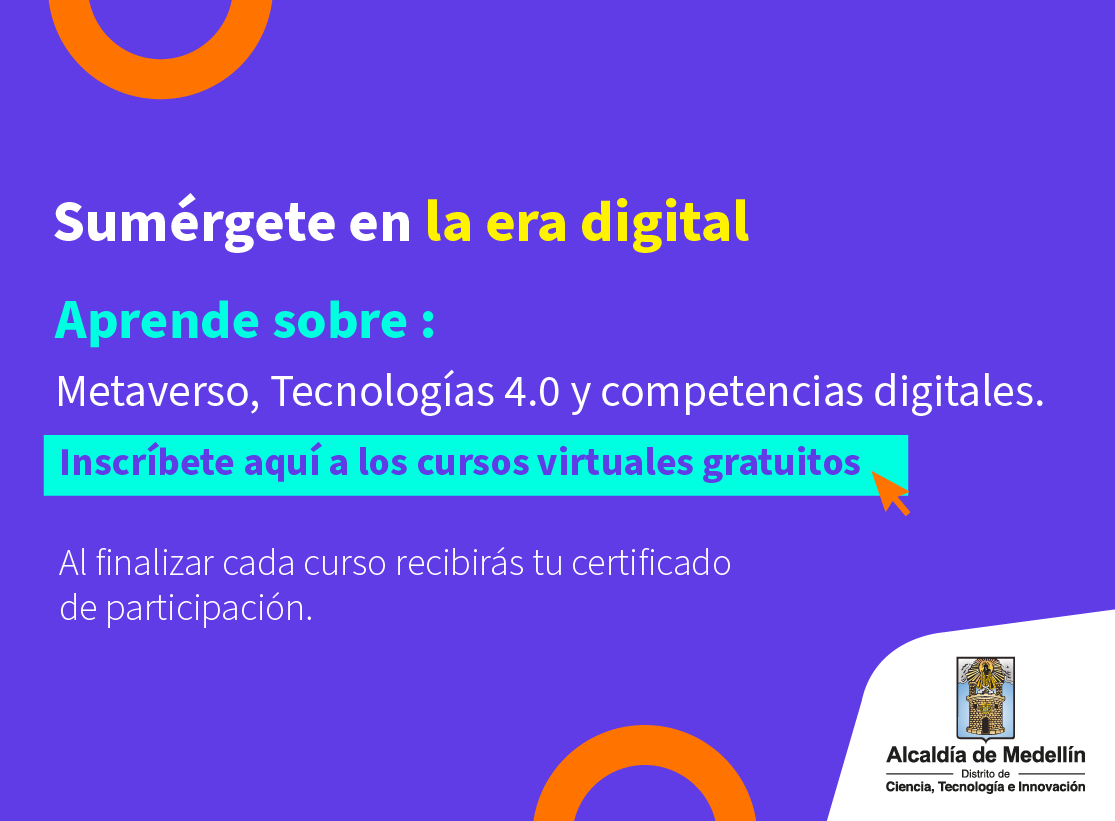 Sumérgete en la era digital
Aprende sobre :
Metaverso, Tecnologías 4.0 y competencias digitales.
Inscríbete aquí a los cursos virtuales gratuitos
Al finalizar cada curso recibirás tu certificado
de participación.
Alcaldía de Medellín
Distrito de
Ciencia, Tecnología e Innovación